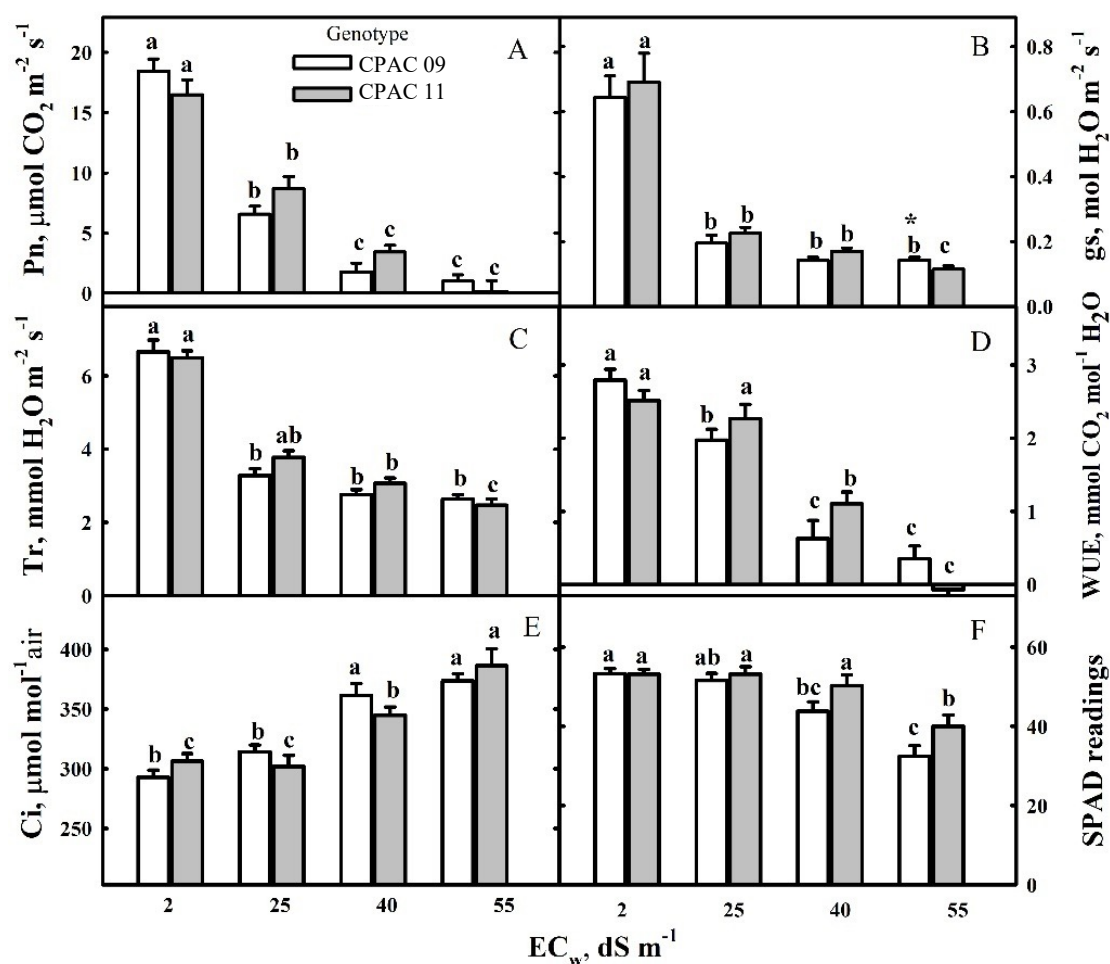 Genotype
CPAC 09
CPAC 11
A
Pn, μmol CO₂ m⁻² s⁻¹
20
15
10
5
0
a a
b b
c c
c c
B
gs, mol H₂O m⁻² s⁻¹
0.8
0.6
0.4
0.2
0.0
a a
b b
b b
*
b c
C
Tr, mmol H₂O m⁻² s⁻¹
6
4
2
0
a a
b ab
b b
b c
D
WUE, mmol CO₂ mol⁻¹ H₂O
3
2
1
0
a a
b a
c b
c c
E
Ci, μmol mol⁻¹ air
400
350
300
250
b c
b c
a b
a a
F
SPAD readings
60
40
20
0
a a
ab a
bc a
c b
2 25 40 55
2 25 40 55
EC_w, dS m⁻¹